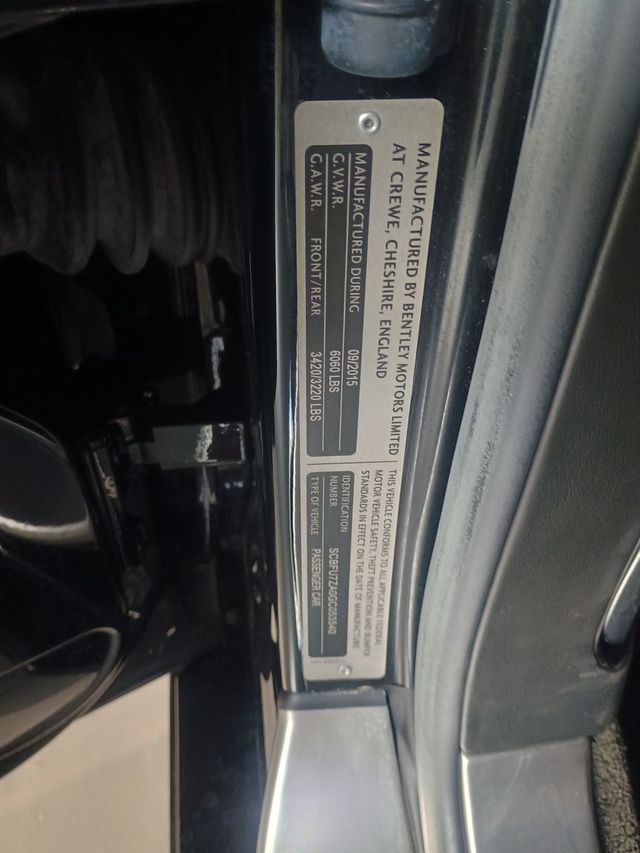 MANUFACTURED BY BENTLEY MOTORS LIMITED
AT CREWE, CHESHIRE, ENGLAND
MANUFACTURED DURING 09/2015
G.V.W.R. 6060 LBS
G.A.W.R. FRONT/REAR 3420/3220 LBS
THIS VEHICLE CONFORMS TO ALL APPLICABLE FEDERAL
MOTOR VEHICLE SAFETY, THEFT PREVENTION AND BUMPER
STANDARDS IN EFFECT ON THE DATE OF MANUFACTURE
IDENTIFICATION
NUMBER SCBFU7ZA0GC053540
TYPE OF VEHICLE PASSENGER CAR